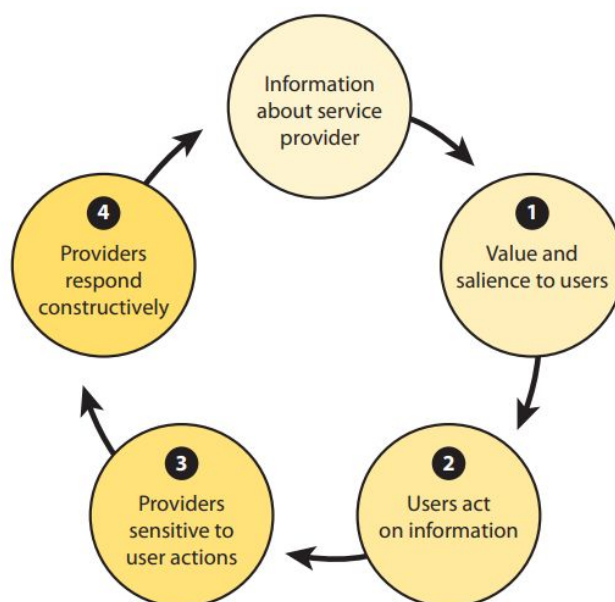 Information
about service
provider
1
Value and
salience to users
2
Users act
on information
3
Providers
sensitive to
user actions
4
Providers
respond
constructively